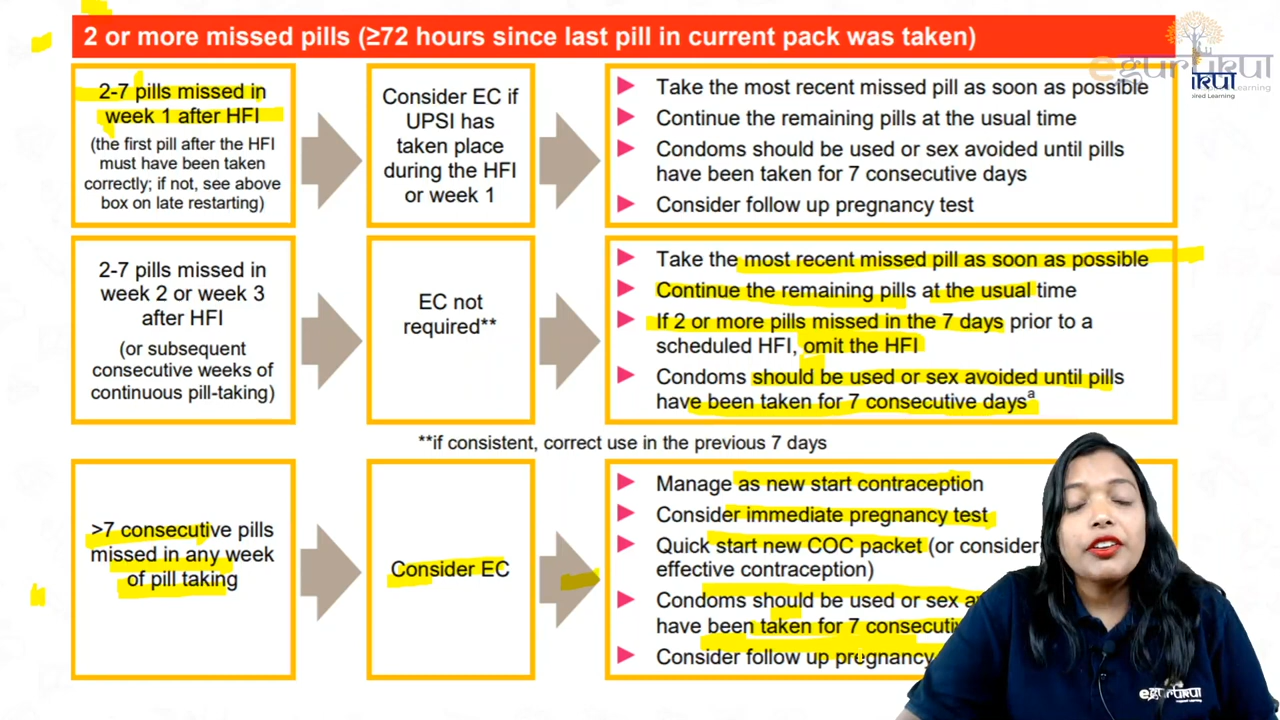 2 or more missed pills (≥72 hours since last pill in current pack was taken)
egurukul
2-7 pills missed in
week 1 after HFI
(the first pill after the HFI
must have been taken
correctly; if not, see above
box on late restarting)
Consider EC if
UPSI has
taken place
during the HFI
or week 1
Take the most recent missed pill as soon as possible
Continue the remaining pills at the usual time
Condoms should be used or sex avoided until pills
have been taken for 7 consecutive days
Consider follow up pregnancy test
2-7 pills missed in
week 2 or week 3
after HFI
(or subsequent
consecutive weeks of
continuous pill-taking)
EC not
required**
Take the most recent missed pill as soon as possible
Continue the remaining pills at the usual time
If 2 or more pills missed in the 7 days prior to a
scheduled HFI, omit the HFI
Condoms should be used or sex avoided until pills
have been taken for 7 consecutive daysª
**if consistent, correct use in the previous 7 days
>7 consecutive pills
missed in any week
of pill taking
Consider EC
Manage as new start contraception
Consider immediate pregnancy test
Quick start new COC packet (or consider
effective contraception)
Condoms should be used or sex
have been taken for 7
Consider follow up pregnancy
egurukul